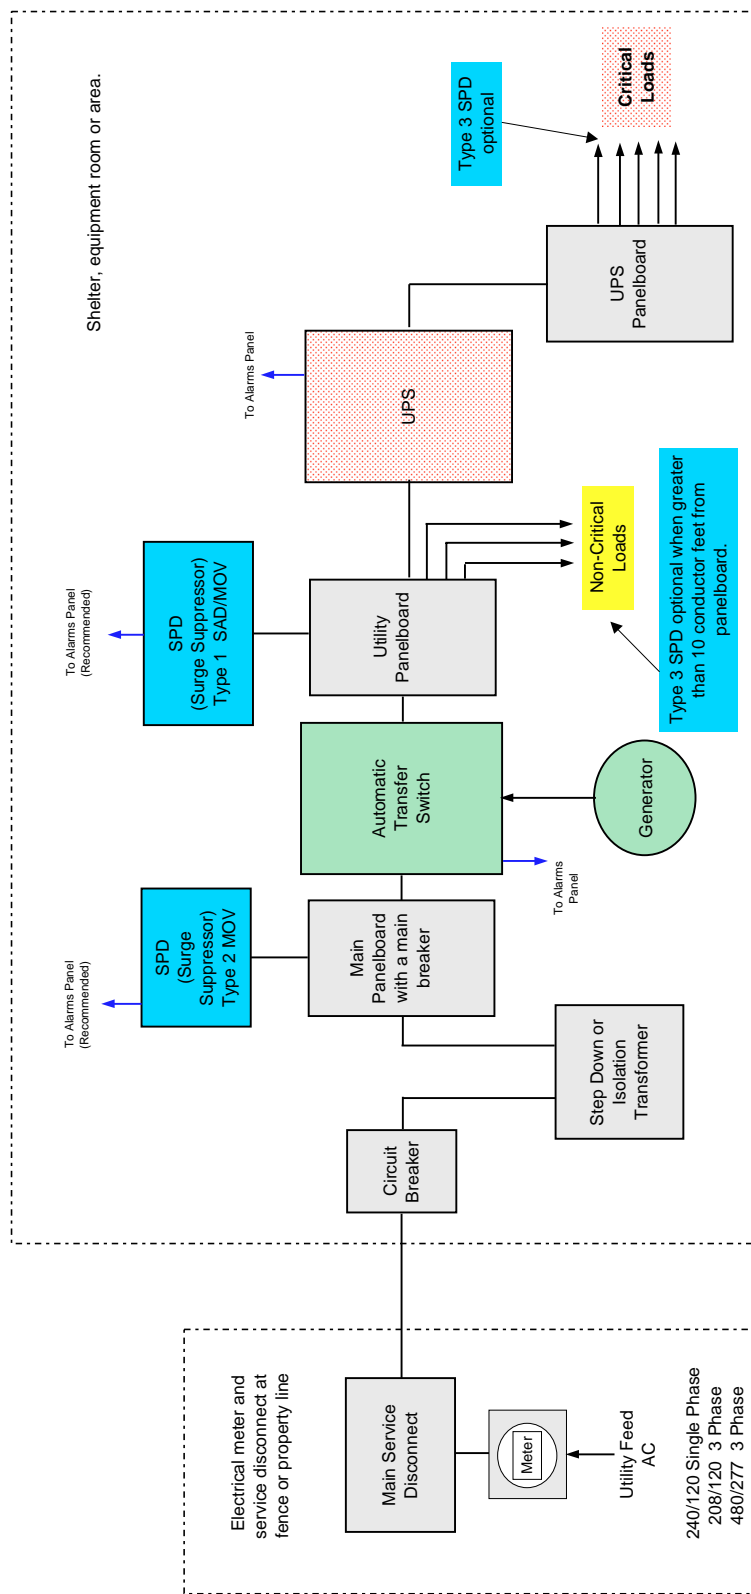 Electrical meter and
service disconnect at
fence or property line
Main Service
Disconnect
Meter
Utility Feed
AC
240/120 Single Phase
208/120 3 Phase
480/277 3 Phase
Shelter, equipment room or area.
Circuit
Breaker
Step Down or
Isolation
Transformer
To Alarms Panel
(Recommended)
SPD
(Surge
Suppressor)
Type 2 MOV
Main
Panelboard
with a main
breaker
Automatic
Transfer
Switch
To Alarms
Panel
Generator
To Alarms Panel
(Recommended)
SPD
(Surge Suppressor)
Type 1 SAD/MOV
Utility
Panelboard
Non-Critical
Loads
Type 3 SPD optional when greater
than 10 conductor feet from
panelboard.
To Alarms Panel
UPS
UPS
Panelboard
Type 3 SPD
optional
Critical
Loads